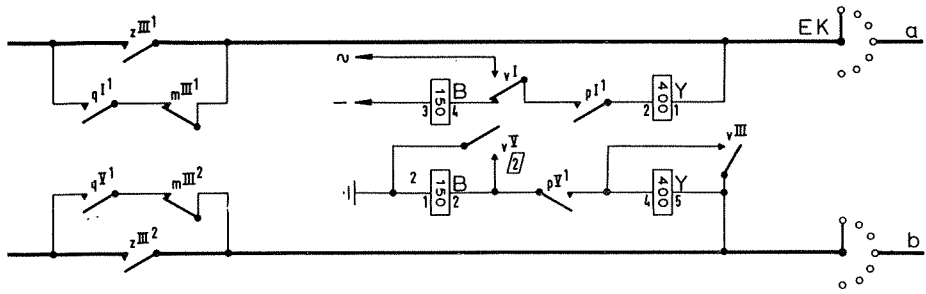 zIII¹ EK a
~ vI
qI¹ mIII¹ — 3 150 4 B pI¹ 2 400 1 Y
vV 2 vIII
qV¹ mIII² 2 1 150 2 B pV¹ 4 400 5 Y
zIII² b